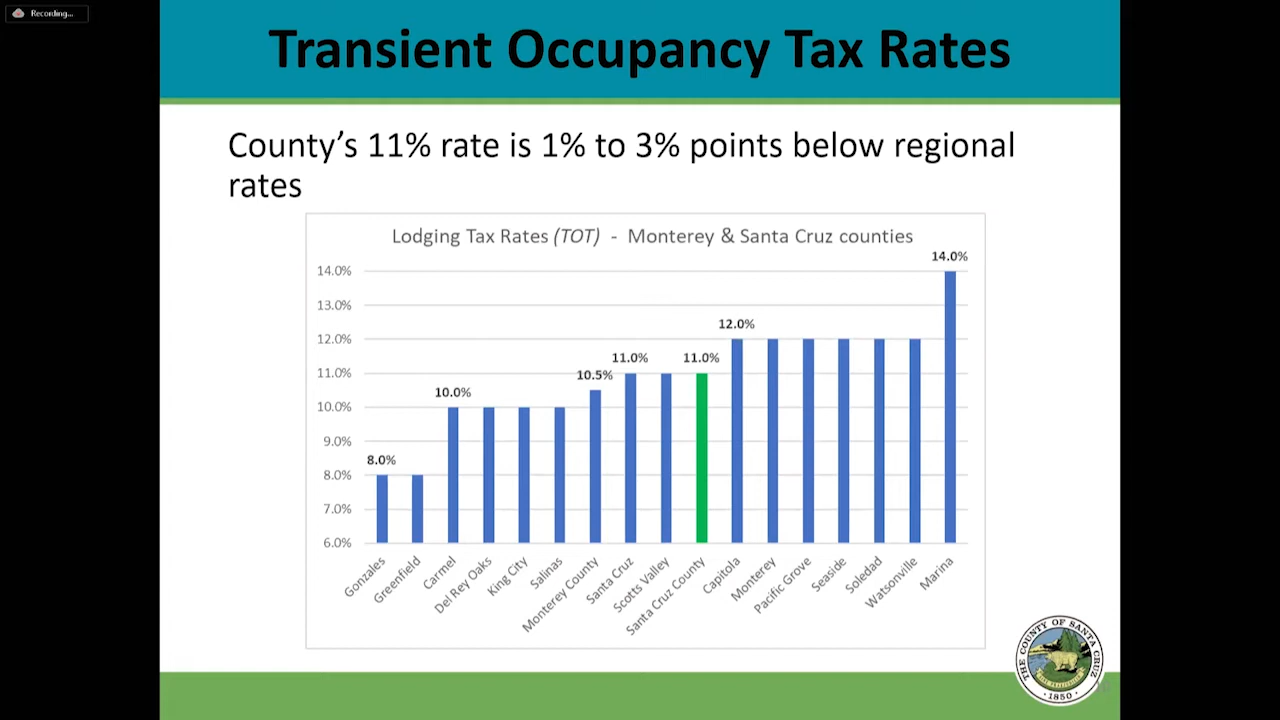 Recording...
Transient Occupancy Tax Rates
County's 11% rate is 1% to 3% points below regional
rates
Lodging Tax Rates (TOT) - Monterey & Santa Cruz counties
14.0%
13.0%
12.0%
11.0%
10.0%
9.0%
8.0%
7.0%
6.0%
8.0%
10.0%
10.5%
11.0%
11.0%
12.0%
14.0%
Gonzales
Greenfield
Carmel
Del Rey Oaks
King City
Salinas
Monterey County
Santa Cruz
Scotts Valley
Santa Cruz County
Capitola
Monterey
Pacific Grove
Seaside
Soledad
Watsonville
Marina
THE COUNTY OF SANTA CRUZ
1850